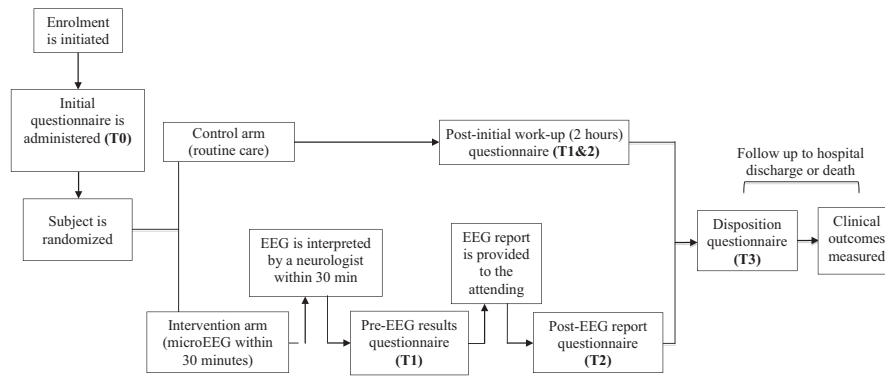 Enrolment
is initiated
Initial
questionnaire is
administered (T0)
Subject is
randomized
Control arm
(routine care)
Post-initial work-up (2 hours)
questionnaire (T1&2)
Follow up to hospital
discharge or death
EEG is interpreted
by a neurologist
within 30 min
EEG report
is provided
to the
attending
Disposition
questionnaire
(T3)
Clinical
outcomes
measured
Intervention arm
(microEEG within
30 minutes)
Pre-EEG results
questionnaire
(T1)
Post-EEG report
questionnaire
(T2)